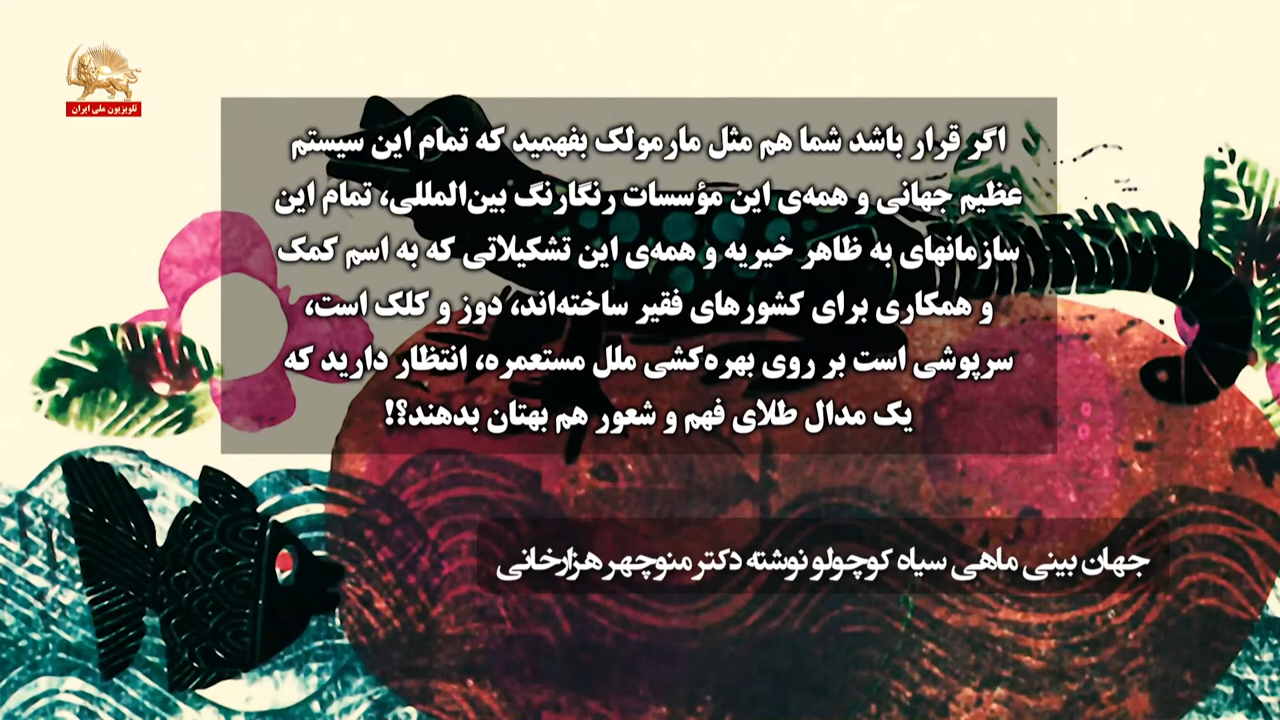 تلویزیون ملی ایران
اگر قرار باشد شما هم مثل مارمولک بفهمید که تمام این سیستم
عظیم جهانی و همه‌ی این مؤسسات رنگارنگ بین‌المللی، تمام این
سازمانهای به ظاهر خیریه و همه‌ی این تشکیلاتی که به اسم کمک
و همکاری برای کشورهای فقیر ساخته‌اند، دوز و کلک است،
سرپوشی است بر روی بهره‌کشی ملل مستعمره، انتظار دارید که
یک مدال طلای فهم و شعور هم بهتان بدهند؟!
جهان بینی ماهی سیاه کوچولو نوشته دکتر منوچهر هزارخانی